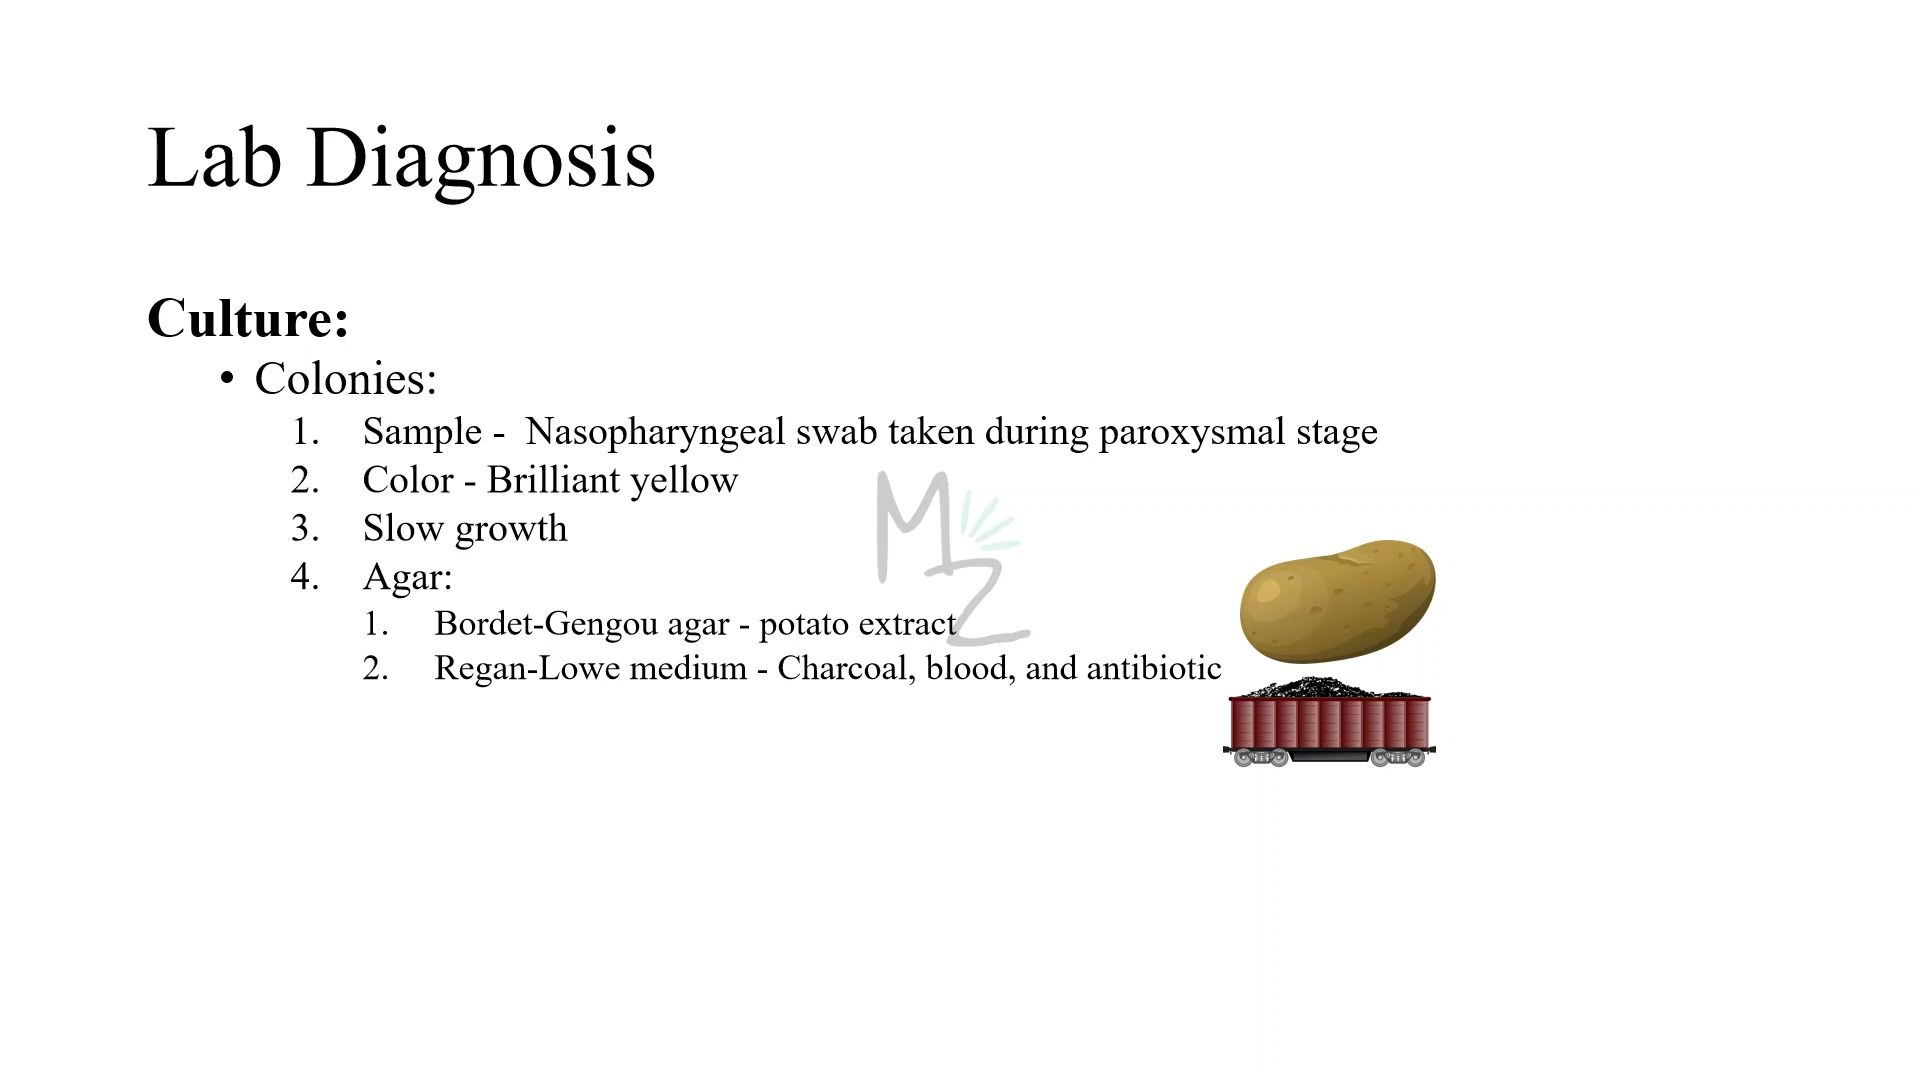 Lab Diagnosis
Culture:
• Colonies:
1. Sample - Nasopharyngeal swab taken during paroxysmal stage
2. Color - Brilliant yellow
3. Slow growth
4. Agar:
1. Bordet-Gengou agar - potato extract
2. Regan-Lowe medium - Charcoal, blood, and antibiotic
MZ